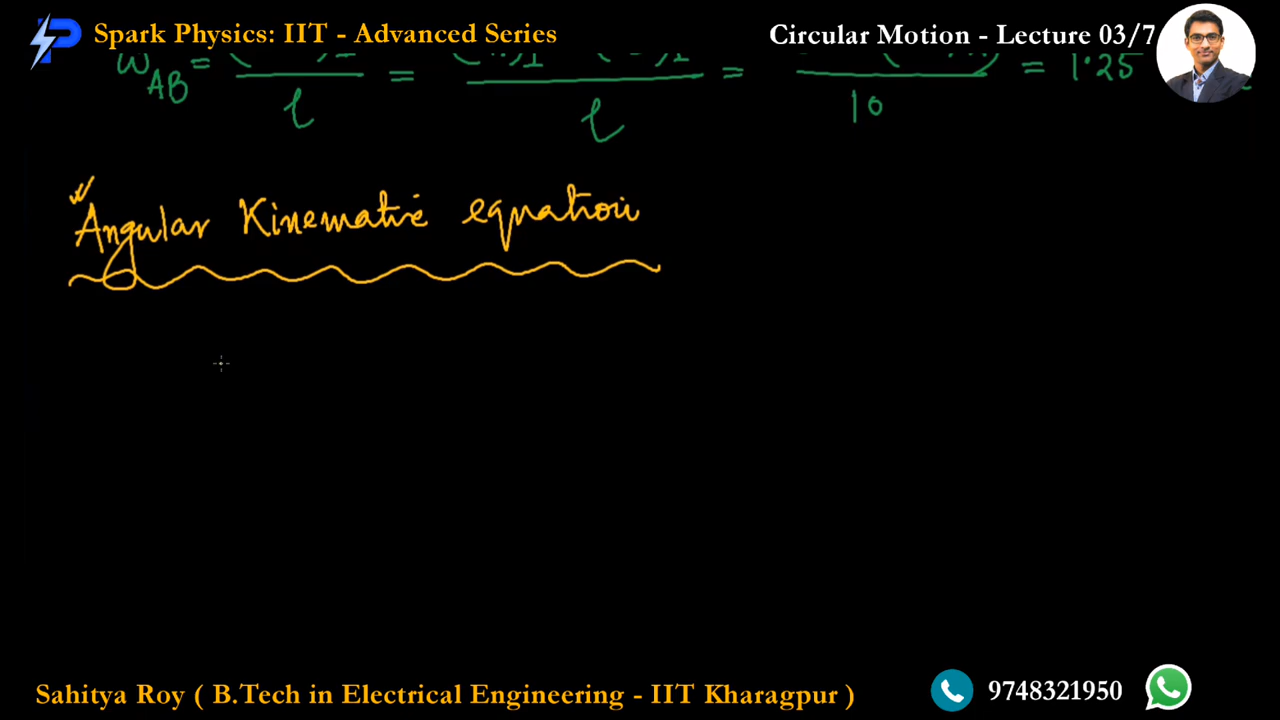 Spark Physics: IIT - Advanced Series
Circular Motion - Lecture 03/7
ω_AB = = = = 1.25
l l 10
Angular Kinematic equation
Sahitya Roy ( B.Tech in Electrical Engineering - IIT Kharagpur )
9748321950